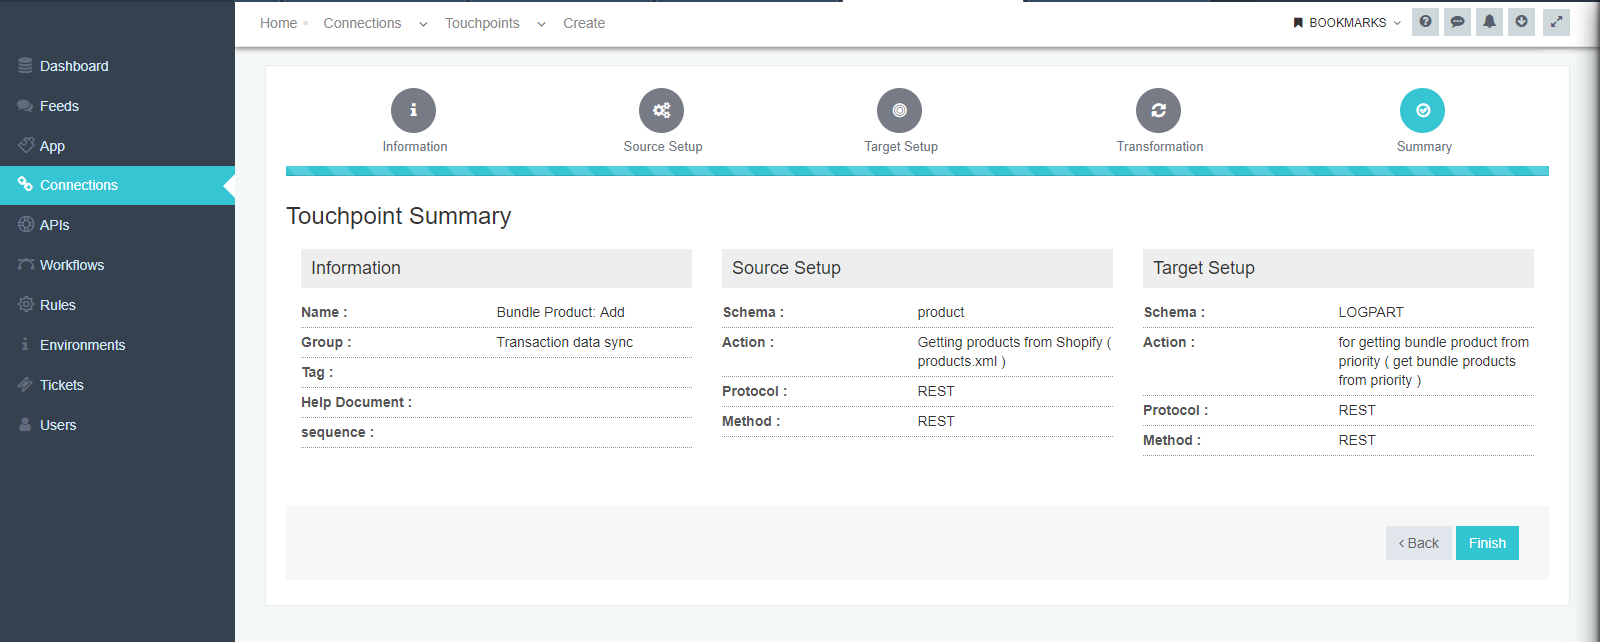 Home Connections Touchpoints Create
BOOKMARKS
Dashboard
Feeds
App
Connections
APIs
Workflows
Rules
Environments
Tickets
Users
Information
Source Setup
Target Setup
Transformation
Summary
Touchpoint Summary
Information
Name : Bundle Product: Add
Group : Transaction data sync
Tag :
Help Document :
sequence :
Source Setup
Schema : product
Action : Getting products from Shopify (
products.xml )
Protocol : REST
Method : REST
Target Setup
Schema : LOGPART
Action : for getting bundle product from
priority ( get bundle products
from priority )
Protocol : REST
Method : REST
Back
Finish